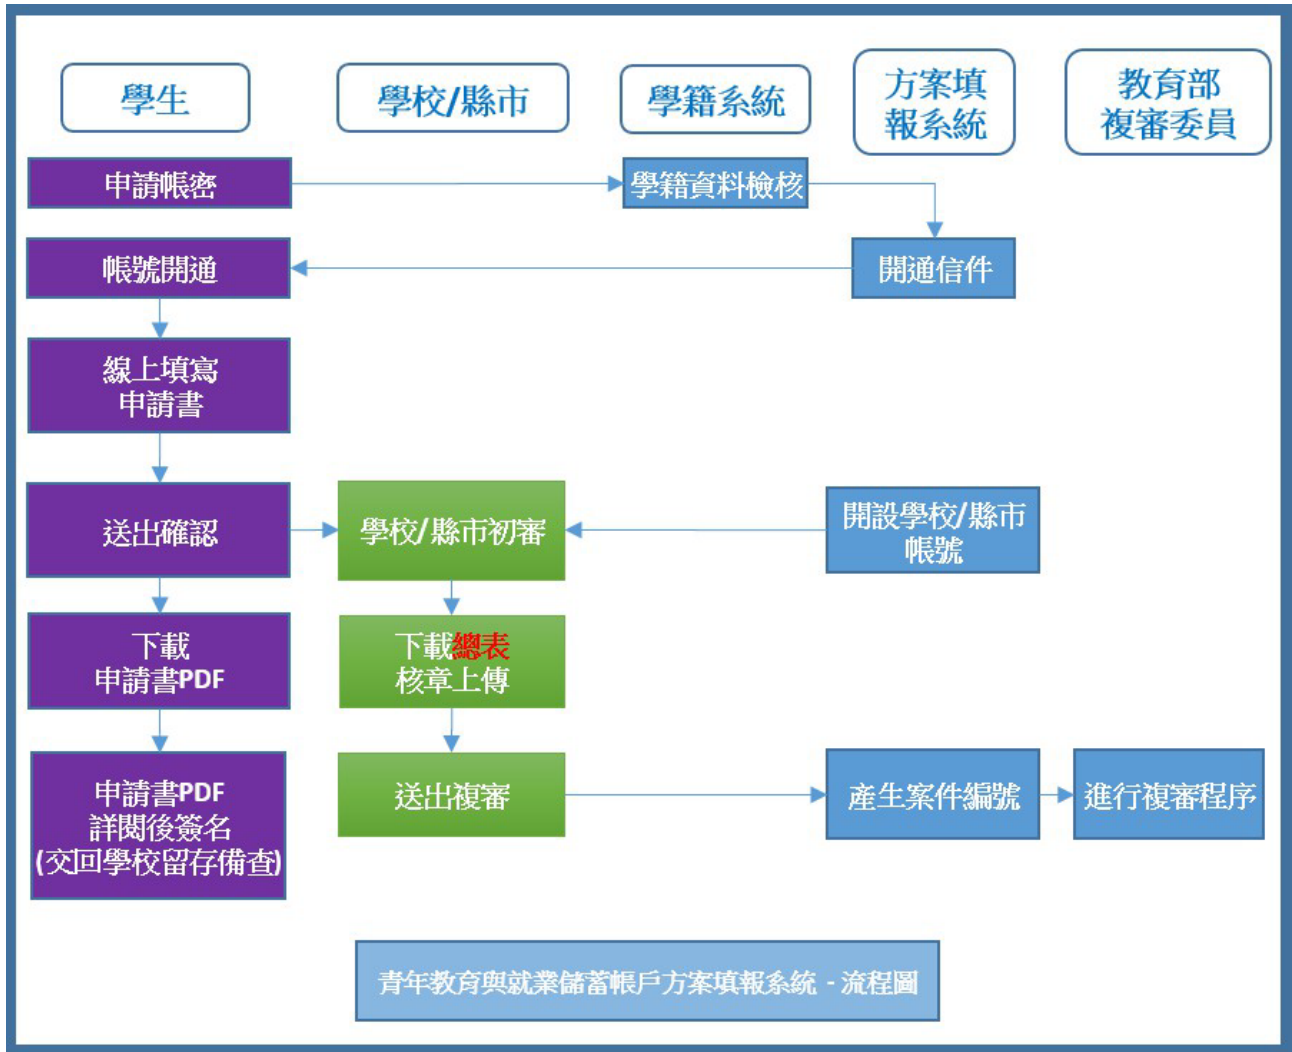 學生
學校/縣市
學籍系統
方案填
報系統
教育部
複審委員
申請帳密
學籍資料檢核
帳號開通
開通信件
線上填寫
申請書
送出確認
學校/縣市初審
開設學校/縣市
帳號
下載
申請書PDF
下載總表
核章上傳
申請書PDF
詳閱後簽名
(交回學校留存備查)
送出複審
產生案件編號
進行複審程序
青年教育與就業儲蓄帳戶方案填報系統 - 流程圖